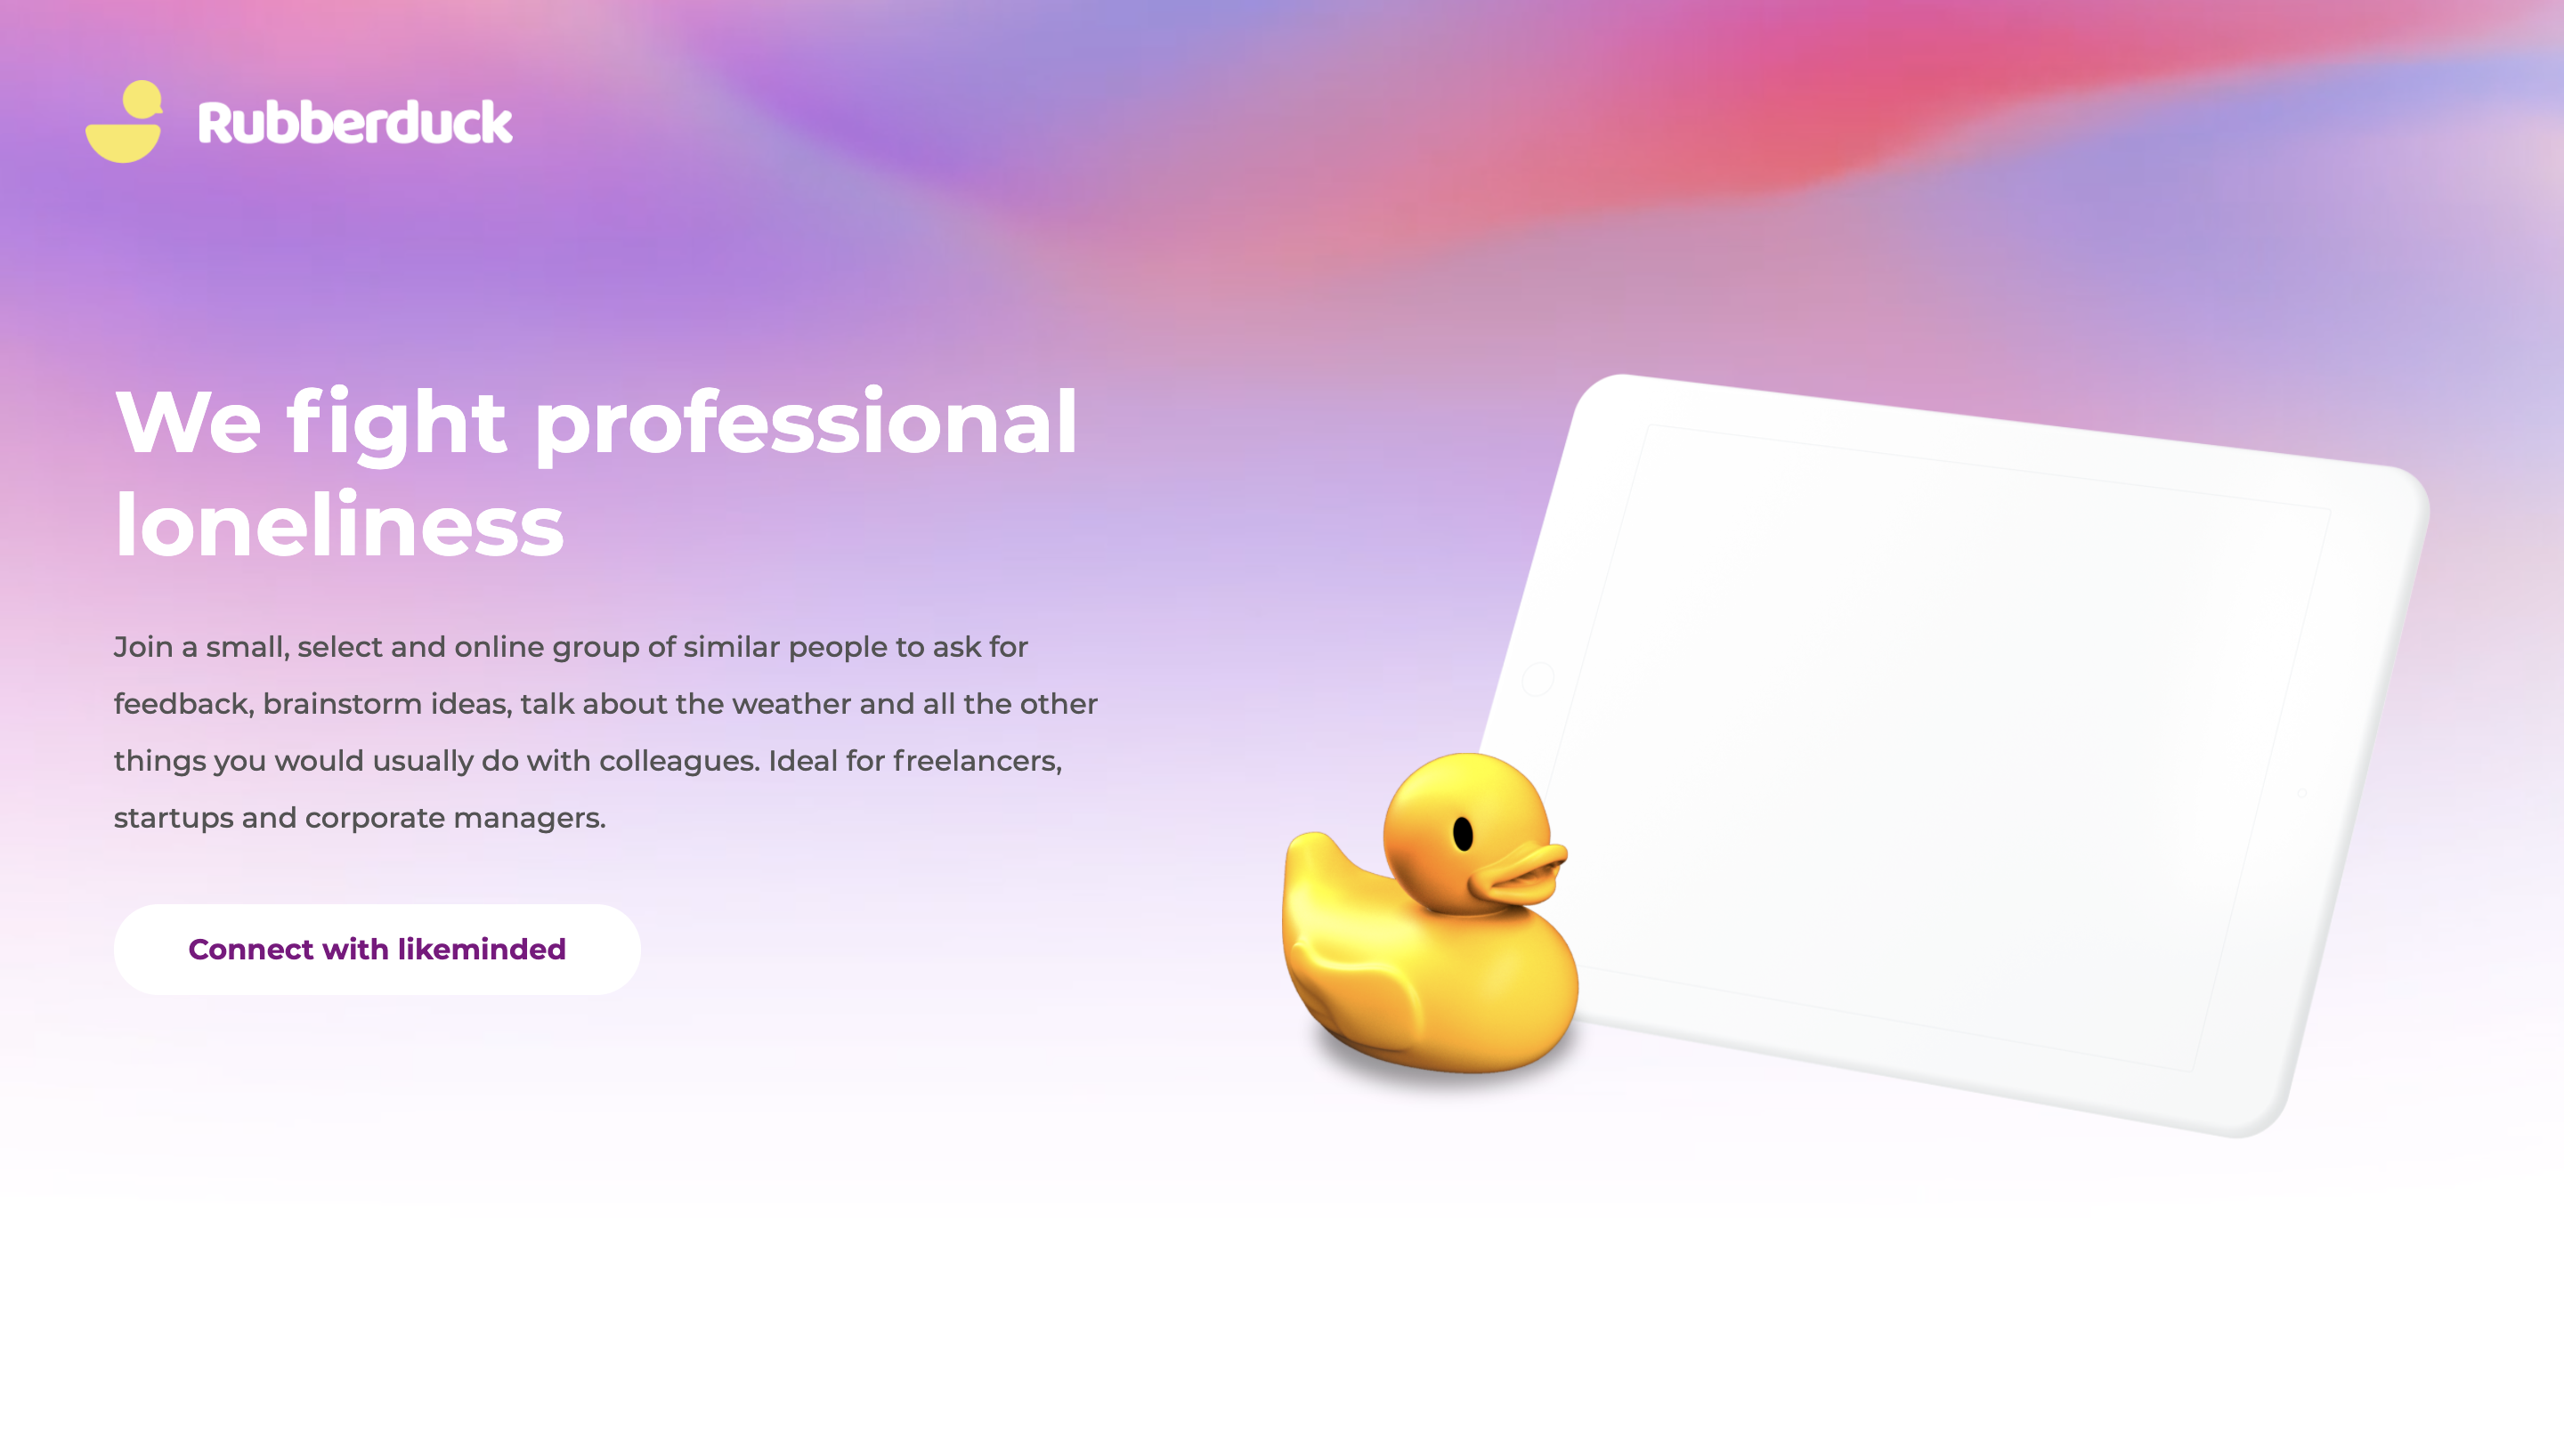 Rubberduck
We fight professional
loneliness
Join a small, select and online group of similar people to ask for
feedback, brainstorm ideas, talk about the weather and all the other
things you would usually do with colleagues. Ideal for freelancers,
startups and corporate managers.
Connect with likeminded